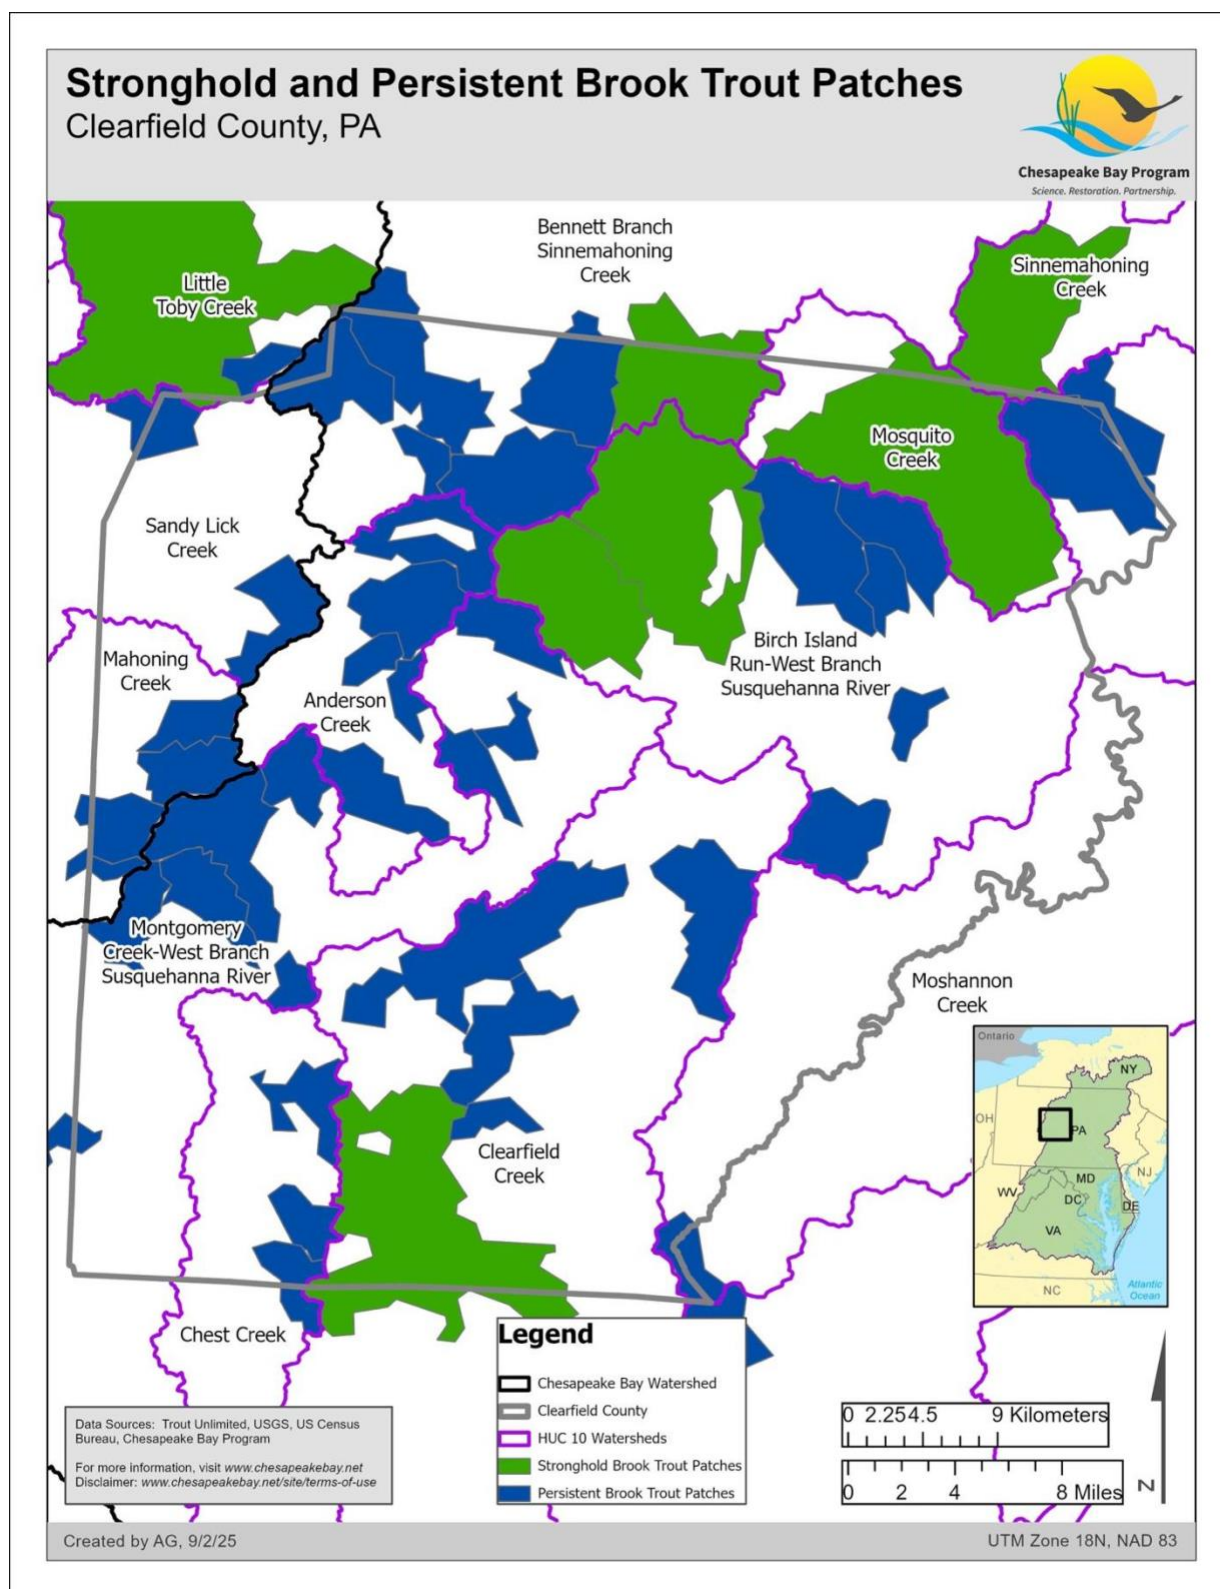 Stronghold and Persistent Brook Trout Patches
Clearfield County, PA
Chesapeake Bay Program
Science. Restoration. Partnership.
Bennett Branch
Sinnemahoning
Creek
Sinnemahoning
Creek
Little
Toby Creek
Mosquito
Creek
Sandy Lick
Creek
Mahoning
Creek
Anderson
Creek
Birch Island
Run-West Branch
Susquehanna River
Montgomery
Creek-West Branch
Susquehanna River
Moshannon
Creek
Clearfield
Creek
Chest Creek
Ontario
NY
OH
PA
NJ
MD
WV
DC
DE
VA
NC
Atlantic
Ocean
Legend
Chesapeake Bay Watershed
Clearfield County
HUC 10 Watersheds
Stronghold Brook Trout Patches
Persistent Brook Trout Patches
Data Sources: Trout Unlimited, USGS, US Census
Bureau, Chesapeake Bay Program
For more information, visit www.chesapeakebay.net
Disclaimer: www.chesapeakebay.net/site/terms-of-use
0 2.25 4.5 9 Kilometers
0 2 4 8 Miles
N
Created by AG, 9/2/25
UTM Zone 18N, NAD 83